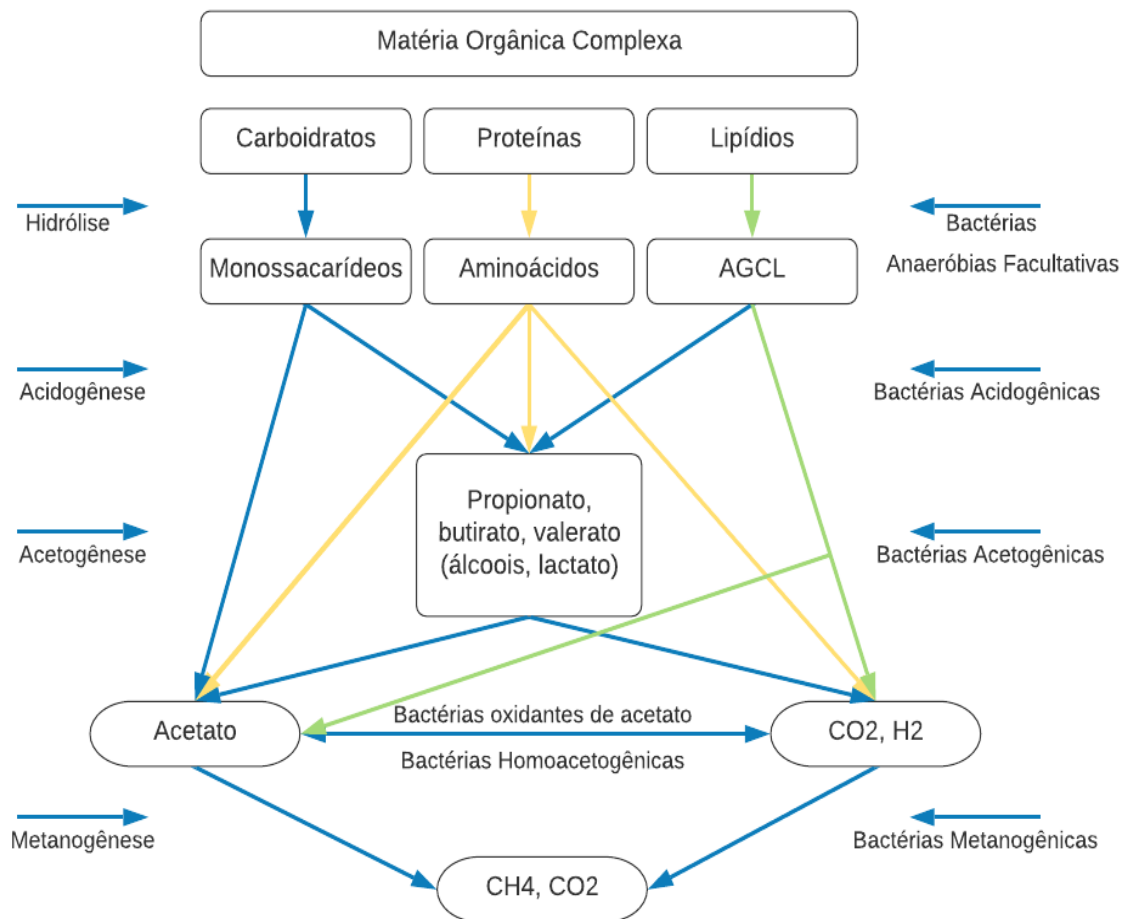 Matéria Orgânica Complexa
Carboidratos
Proteínas
Lipídios
Hidrólise
Bactérias
Anaeróbias Facultativas
Monossacarídeos
Aminoácidos
AGCL
Acidogênese
Bactérias Acidogênicas
Propionato,
butirato, valerato
(álcoois, lactato)
Acetogênese
Bactérias Acetogênicas
Acetato
Bactérias oxidantes de acetato
Bactérias Homoacetogênicas
CO2, H2
Metanogênese
Bactérias Metanogênicas
CH4, CO2